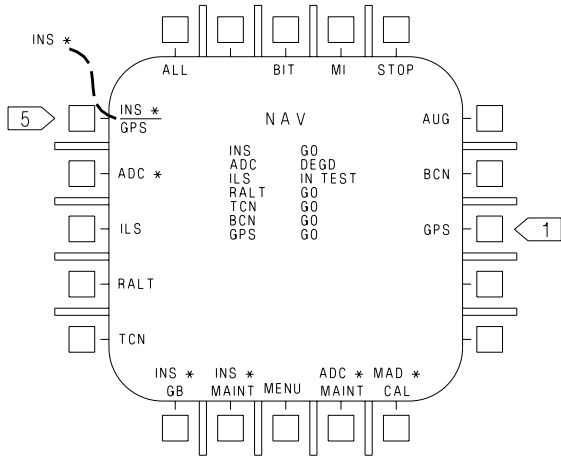 INS *
ALL BIT MI STOP
5
INS *
GPS
NAV
AUG
INS GO
ADC DEGD
ILS IN TEST
RALT GO
TCN GO
BCN GO
GPS GO
ADC *
BCN
ILS
GPS
1
RALT
TCN
INS * INS * ADC * MAD *
GB MAINT MENU MAINT CAL